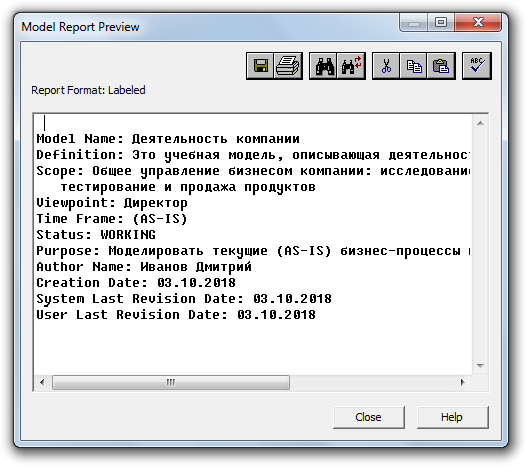 Model Report Preview
ABC
Report Format: Labeled
Model Name: Деятельность компании
Definition: Это учебная модель, описывающая
Scope: Общее управление бизнесом компании: исследование
тестирование и продажа продуктов
Viewpoint: Директор
Time Frame: (AS-IS)
Status: WORKING
Purpose: Моделировать текущие (AS-IS) бизнес-процессы
Author Name: Иванов Дмитрий
Creation Date: 03.10.2018
System Last Revision Date: 03.10.2018
User Last Revision Date: 03.10.2018
Close
Help